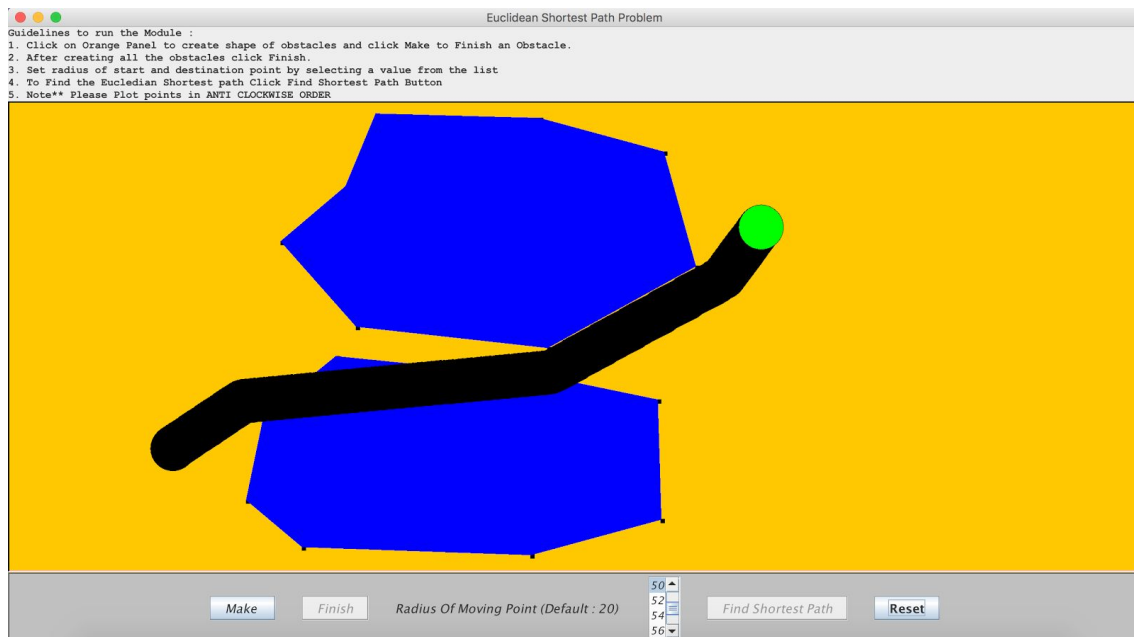 Euclidean Shortest Path Problem
Guidelines to run the Module :
1. Click on Orange Panel to create shape of obstacles and click Make to Finish an Obstacle.
2. After creating all the obstacles click Finish.
3. Set radius of start and destination point by selecting a value from the list
4. To Find the Eucledian Shortest path Click Find Shortest Path Button
5. Note** Please Plot points in ANTI CLOCKWISE ORDER
Make Finish Radius Of Moving Point (Default : 20) 50 Find Shortest Path Reset
52
54
56